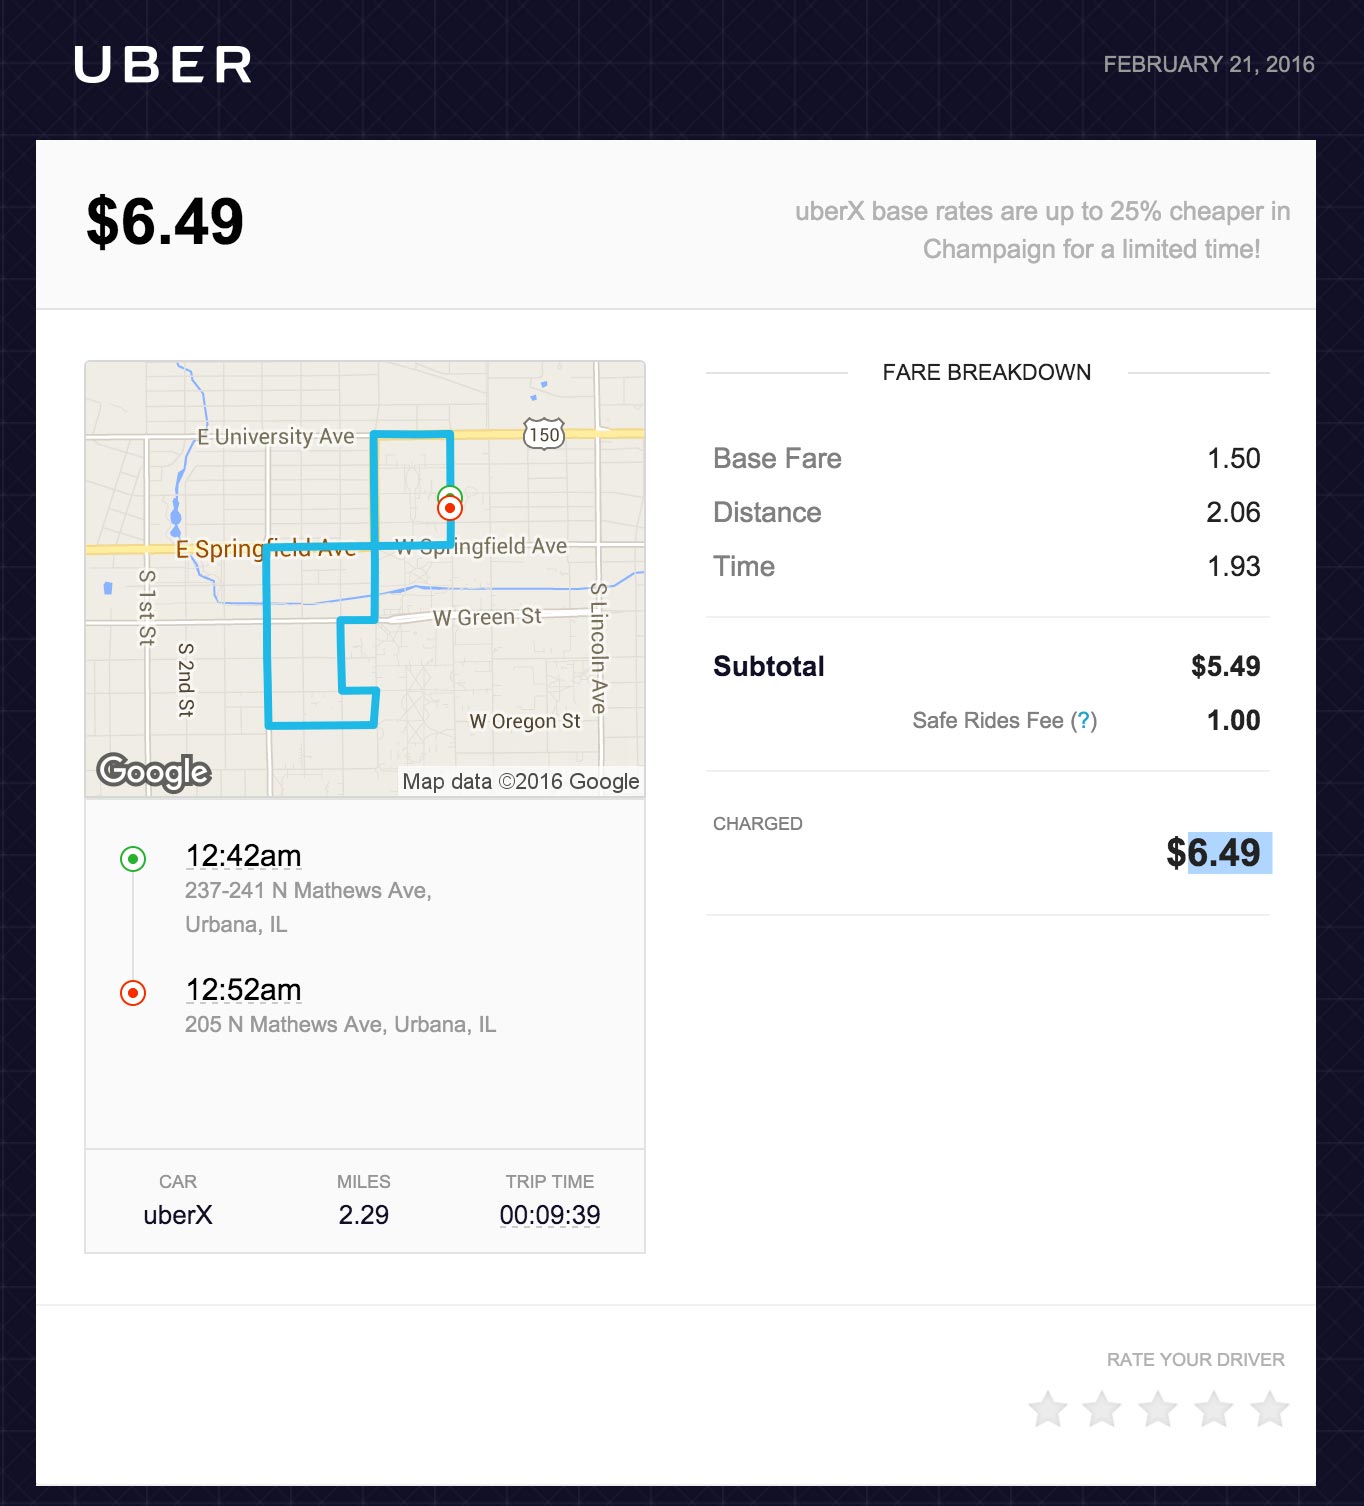 UBER
FEBRUARY 21, 2016
$6.49
uberX base rates are up to 25% cheaper in
Champaign for a limited time!
E University Ave
150
E Springfield Ave
W Springfield Ave
S 1st St
S 2nd St
W Green St
S Lincoln Ave
W Oregon St
Google
Map data ©2016 Google
12:42am
237-241 N Mathews Ave,
Urbana, IL
12:52am
205 N Mathews Ave, Urbana, IL
CAR
MILES
TRIP TIME
uberX
2.29
00:09:39
FARE BREAKDOWN
Base Fare 1.50
Distance 2.06
Time 1.93
Subtotal $5.49
Safe Rides Fee (?) 1.00
CHARGED
$6.49
RATE YOUR DRIVER